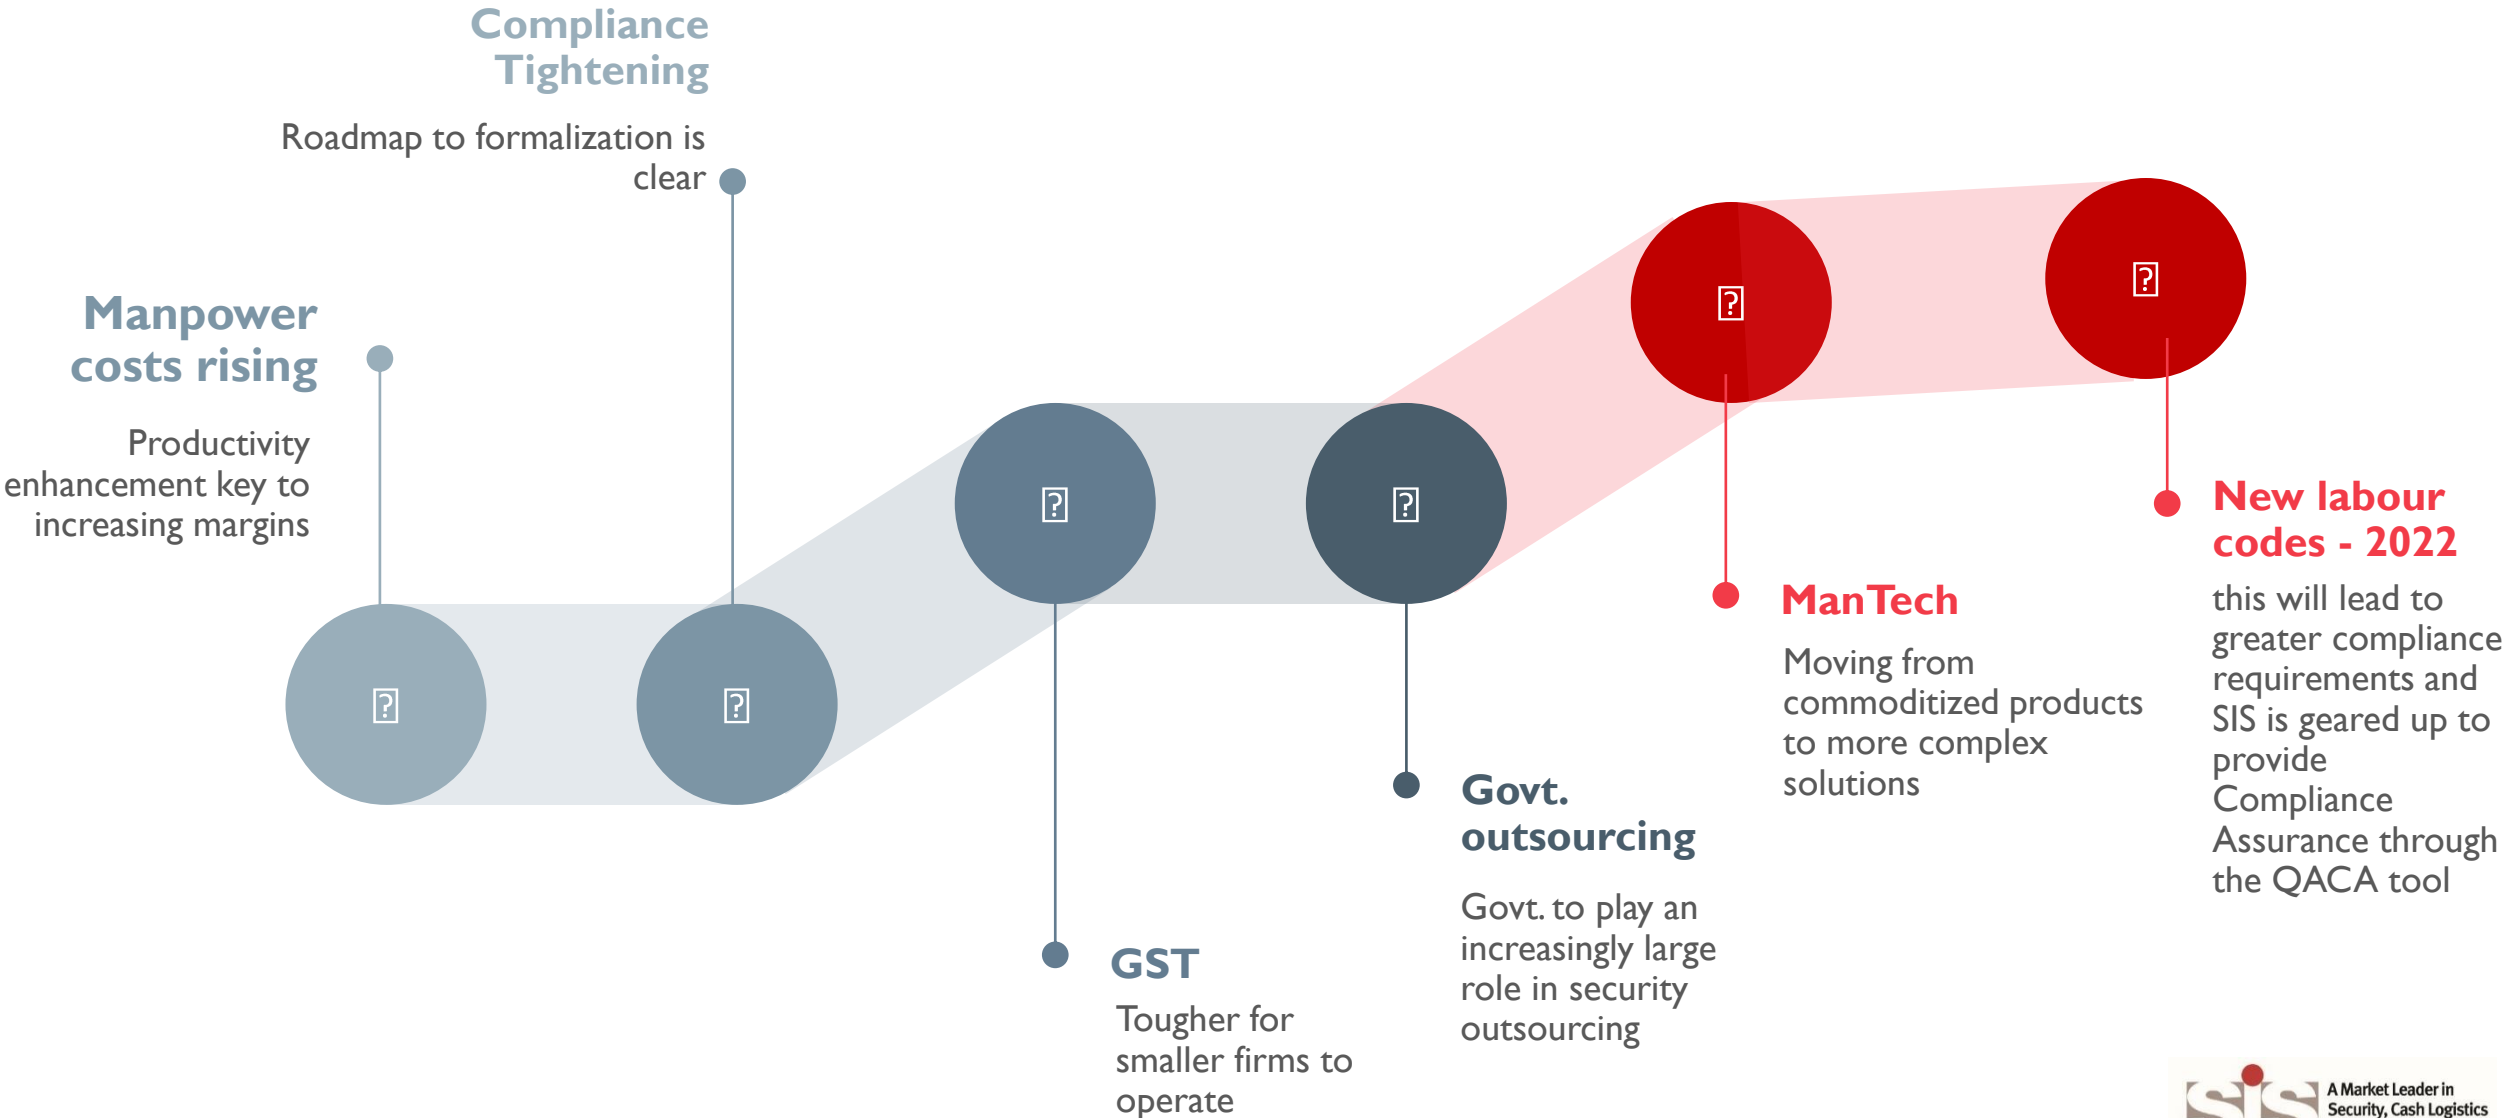 Compliance
Tightening
Roadmap to formalization is
clear
Manpower
costs rising
Productivity
enhancement key to
increasing margins
GST
Tougher for
smaller firms to
operate
Govt.
outsourcing
Govt. to play an
increasingly large
role in security
outsourcing
ManTech
Moving from
commoditized products
to more complex
solutions
New labour
codes - 2022
this will lead to
greater compliance
requirements and
SIS is geared up to
provide
Compliance
Assurance through
the QACA tool
sis
A Market Leader in
Security, Cash Logistics